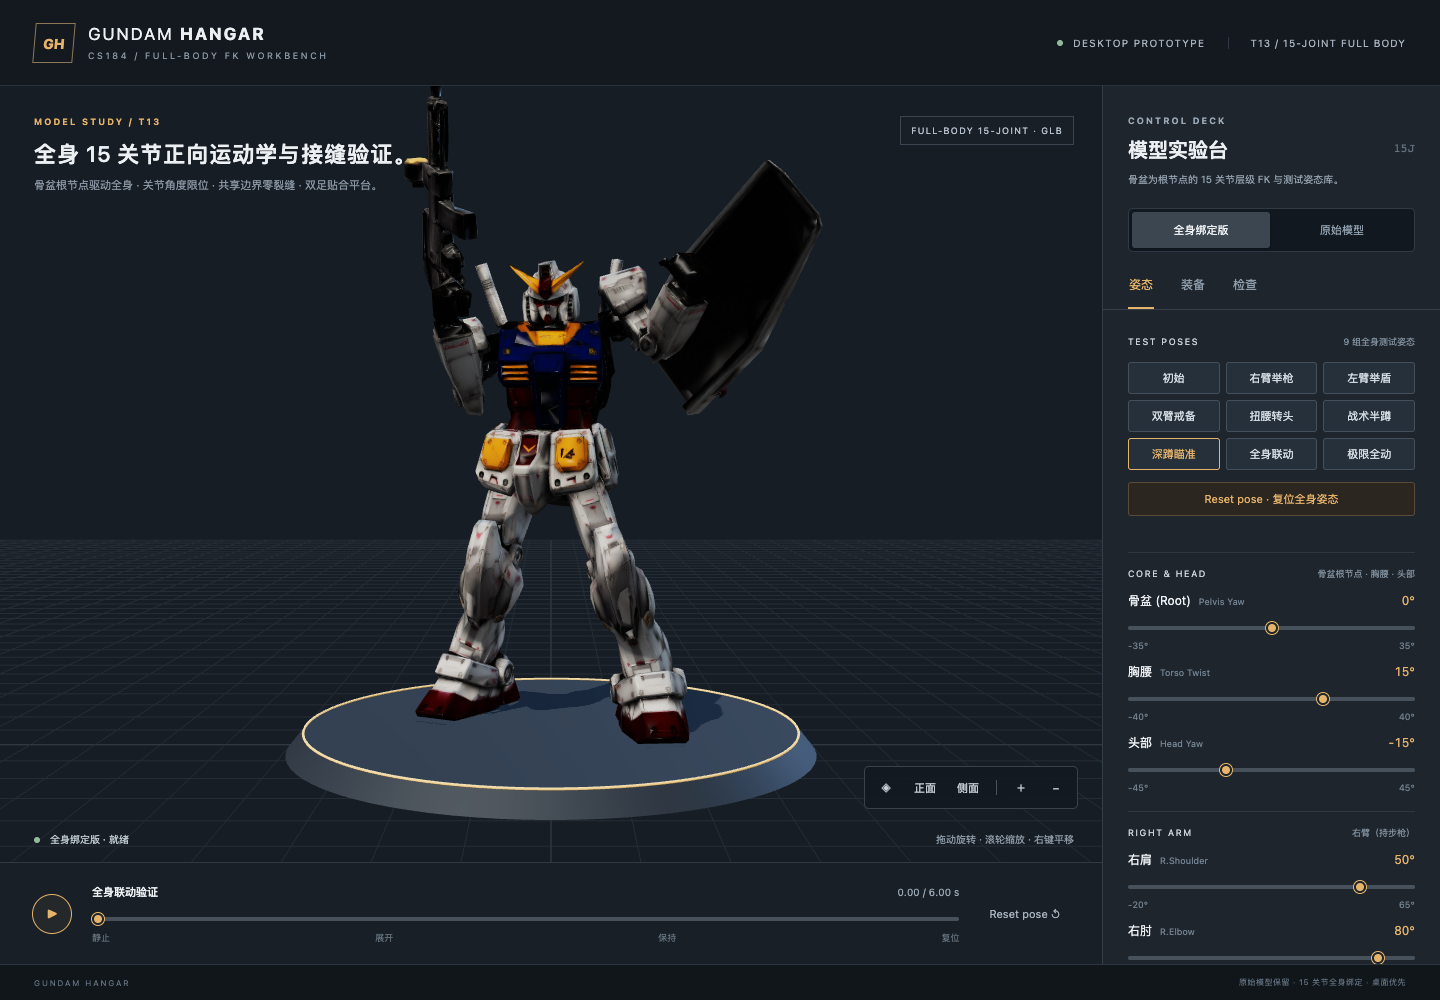 GH
GUNDAM HANGAR
CS184 / FULL-BODY FK WORKBENCH
DESKTOP PROTOTYPE
T13 / 15-JOINT FULL BODY
MODEL STUDY / T13
全身 15 关节正向运动学与接缝验证。
骨盆根节点驱动全身 · 关节角度限位 · 共享边界零裂缝 · 双足贴合平台。
FULL-BODY 15-JOINT · GLB
14
正面
侧面
+
−
全身绑定版 · 就绪
拖动旋转 · 滚轮缩放 · 右键平移
全身联动验证
0.00 / 6.00 s
静止
展开
保持
复位
Reset pose ↺
CONTROL DECK
模型实验台
15J
骨盆为根节点的 15 关节层级 FK 与测试姿态库。
全身绑定版
原始模型
姿态
装备
检查
TEST POSES
9 组全身测试姿态
初始
右臂举枪
左臂举盾
双臂戒备
扭腰转头
战术半蹲
深蹲瞄准
全身联动
极限全动
Reset pose · 复位全身姿态
CORE & HEAD
骨盆根节点 · 胸腰 · 头部
骨盆 (Root) Pelvis Yaw 0°
-35° 35°
胸腰 Torso Twist 15°
-40° 40°
头部 Head Yaw -15°
-45° 45°
RIGHT ARM
右臂（持步枪）
右肩 R.Shoulder 50°
-20° 65°
右肘 R.Elbow 80°
GUNDAM HANGAR
原始模型保留 · 15 关节全身绑定 · 桌面优先